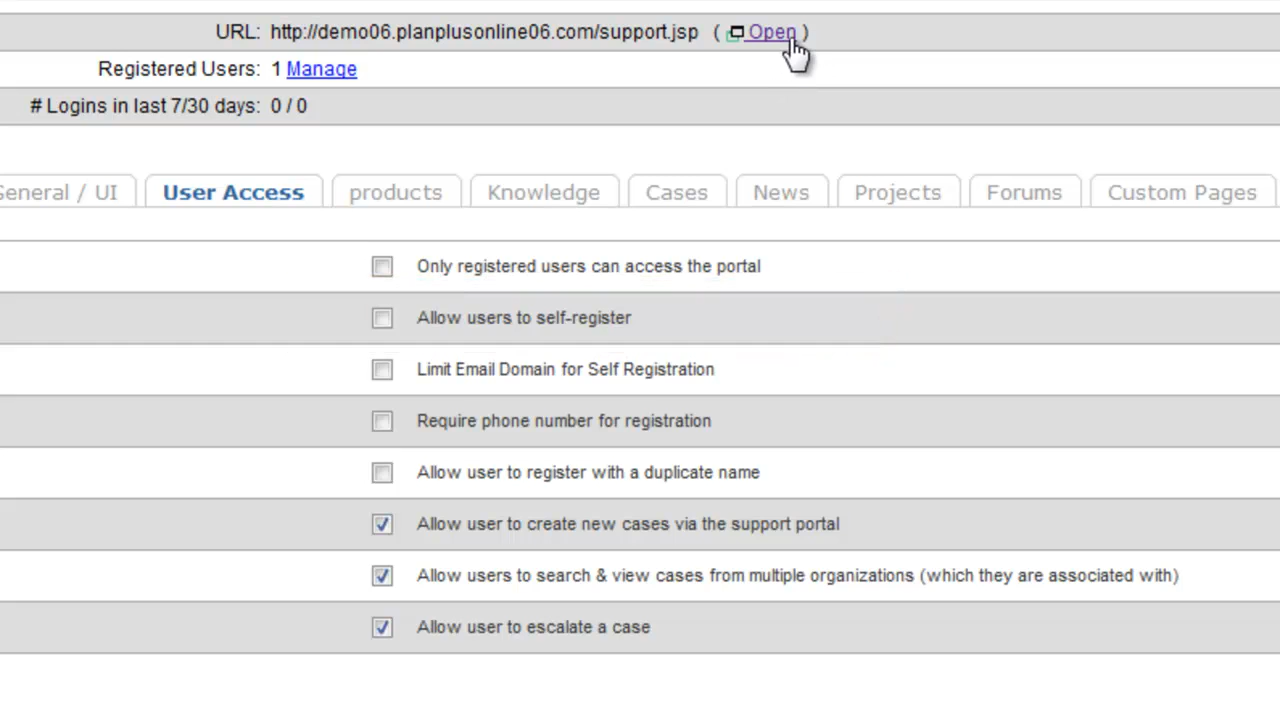 URL: http://demo06.planplusonline06.com/support.jsp ( Open )
Registered Users: 1 Manage
# Logins in last 7/30 days: 0 / 0
General / UI User Access products Knowledge Cases News Projects Forums Custom Pages
Only registered users can access the portal
Allow users to self-register
Limit Email Domain for Self Registration
Require phone number for registration
Allow user to register with a duplicate name
Allow user to create new cases via the support portal
Allow users to search & view cases from multiple organizations (which they are associated with)
Allow user to escalate a case